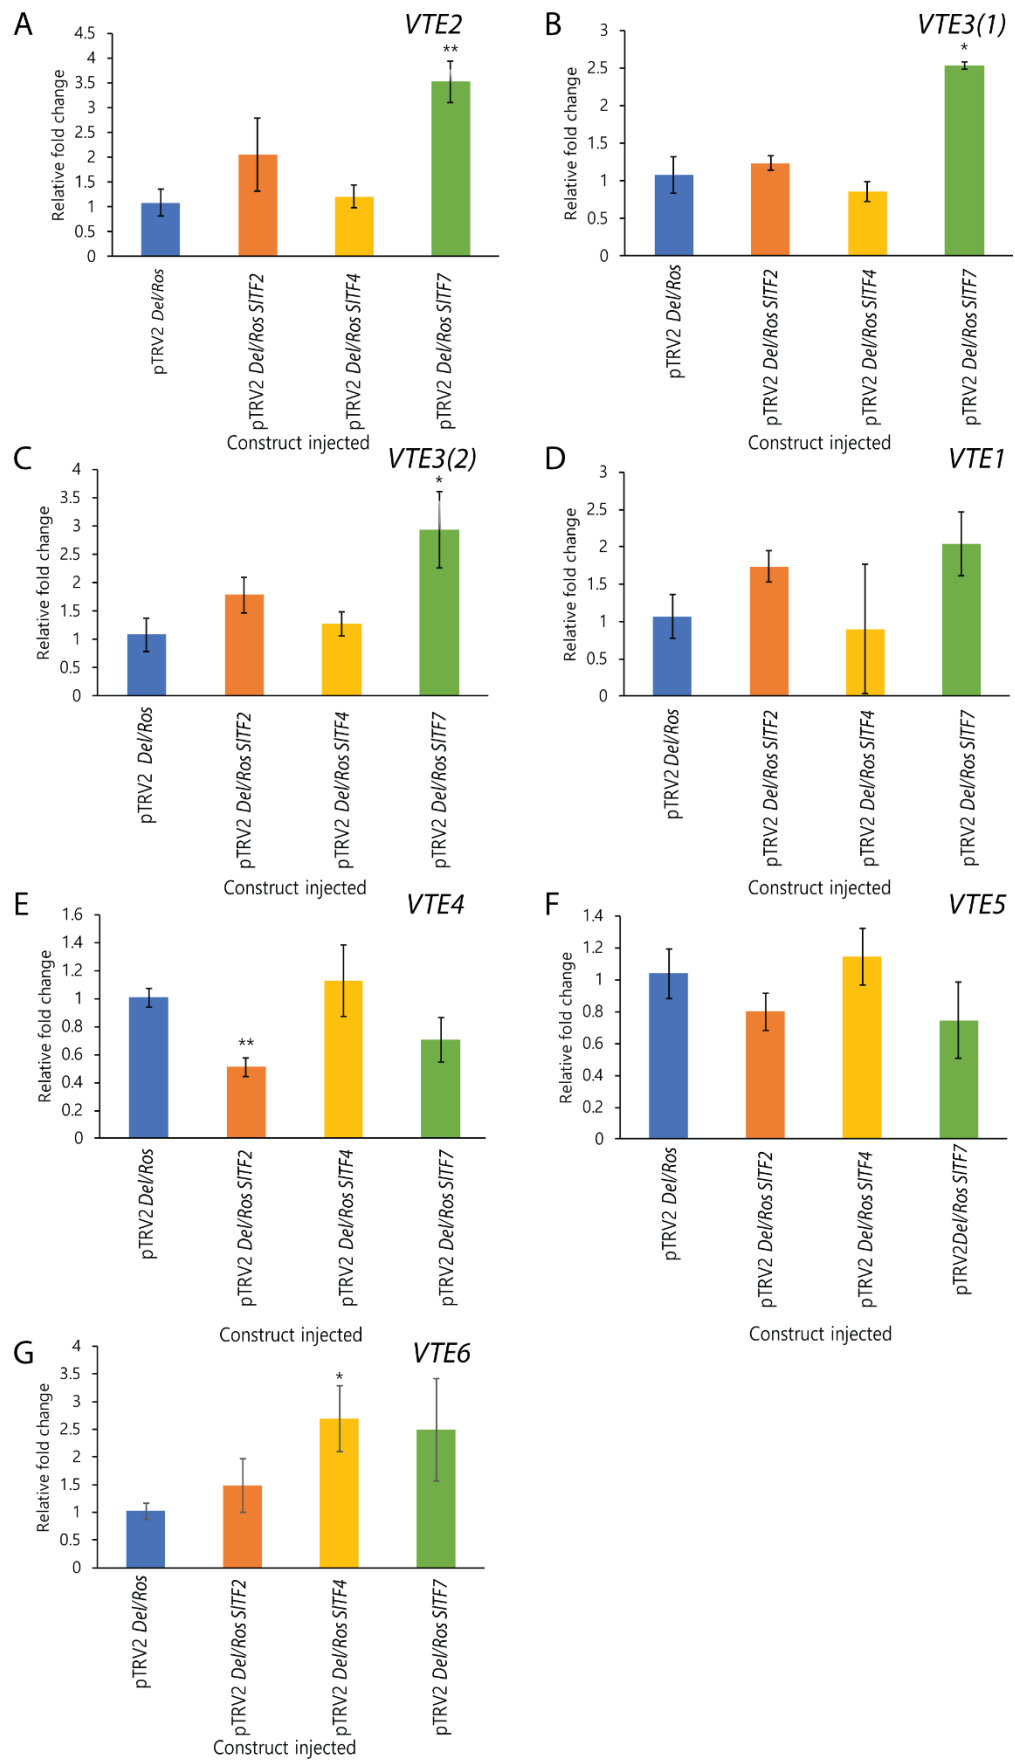 A
VTE2
4.5
4
3.5
3
2.5
2
1.5
1
0.5
0
Relative fold change
**
pTRV2 Del/Ros
pTRV2 Del/Ros SlTF2
pTRV2 Del/Ros SlTF4
pTRV2 Del/Ros SlTF7
Construct injected
B
VTE3(1)
3
2.5
2
1.5
1
0.5
0
Relative fold change
*
pTRV2 Del/Ros
pTRV2 Del/Ros SlTF2
pTRV2 Del/Ros SlTF4
pTRV2 Del/Ros SlTF7
C
VTE3(2)
4
3.5
3
2.5
2
1.5
1
0.5
0
Relative fold change
*
pTRV2 Del/Ros
pTRV2 Del/Ros SlTF2
pTRV2 Del/Ros SlTF4
pTRV2 Del/Ros SlTF7
Construct injected
D
VTE1
3
2.5
2
1.5
1
0.5
0
Relative fold change
pTRV2 Del/Ros
pTRV2 Del/Ros SlTF2
pTRV2 Del/Ros SlTF4
pTRV2 Del/Ros SlTF7
Construct injected
E
VTE4
1.6
1.4
1.2
1
0.8
0.6
0.4
0.2
0
Relative fold change
**
pTRV2 Del/Ros
pTRV2 Del/Ros SlTF2
pTRV2 Del/Ros SlTF4
pTRV2 Del/Ros SlTF7
Construct injected
F
VTE5
1.4
1.2
1
0.8
0.6
0.4
0.2
0
Relative fold change
pTRV2 Del/Ros
pTRV2 Del/Ros SlTF2
pTRV2 Del/Ros SlTF4
pTRV2Del/Ros SlTF7
Construct injected
G
VTE6
4
3.5
3
2.5
2
1.5
1
0.5
0
Relative fold change
*
pTRV2 Del/Ros
pTRV2 Del/Ros SlTF2
pTRV2 Del/Ros SlTF4
pTRV2 Del/Ros SlTF7
Construct injected